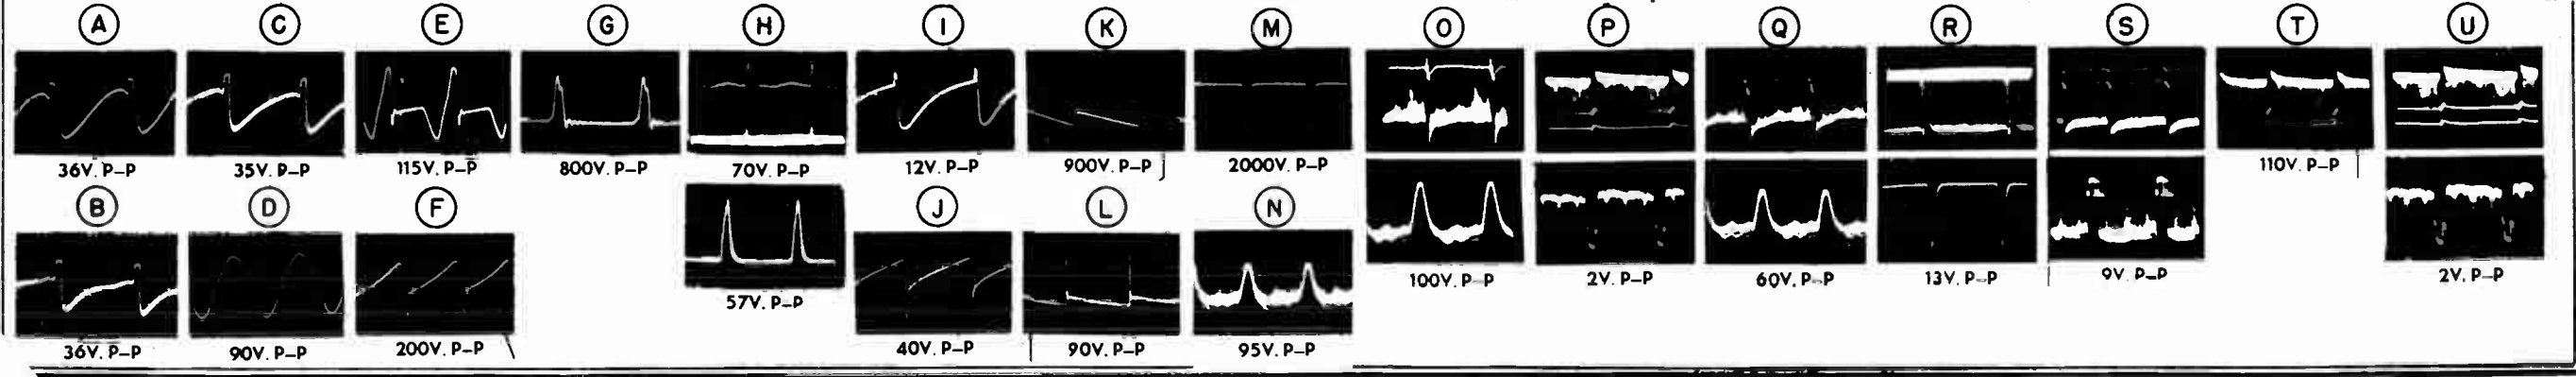 A C E G H I K M O P Q R S T U
36V. P-P 35V. P-P 115V. P-P 800V. P-P 70V. P-P 12V. P-P 900V. P-P 2000V. P-P 110V. P-P
B D F J L N
100V. P-P 2V. P-P 60V. P-P 13V. P-P 9V. P-P 2V. P-P
57V. P-P
36V. P-P 90V. P-P 200V. P-P 40V. P-P 90V. P-P 95V. P-P